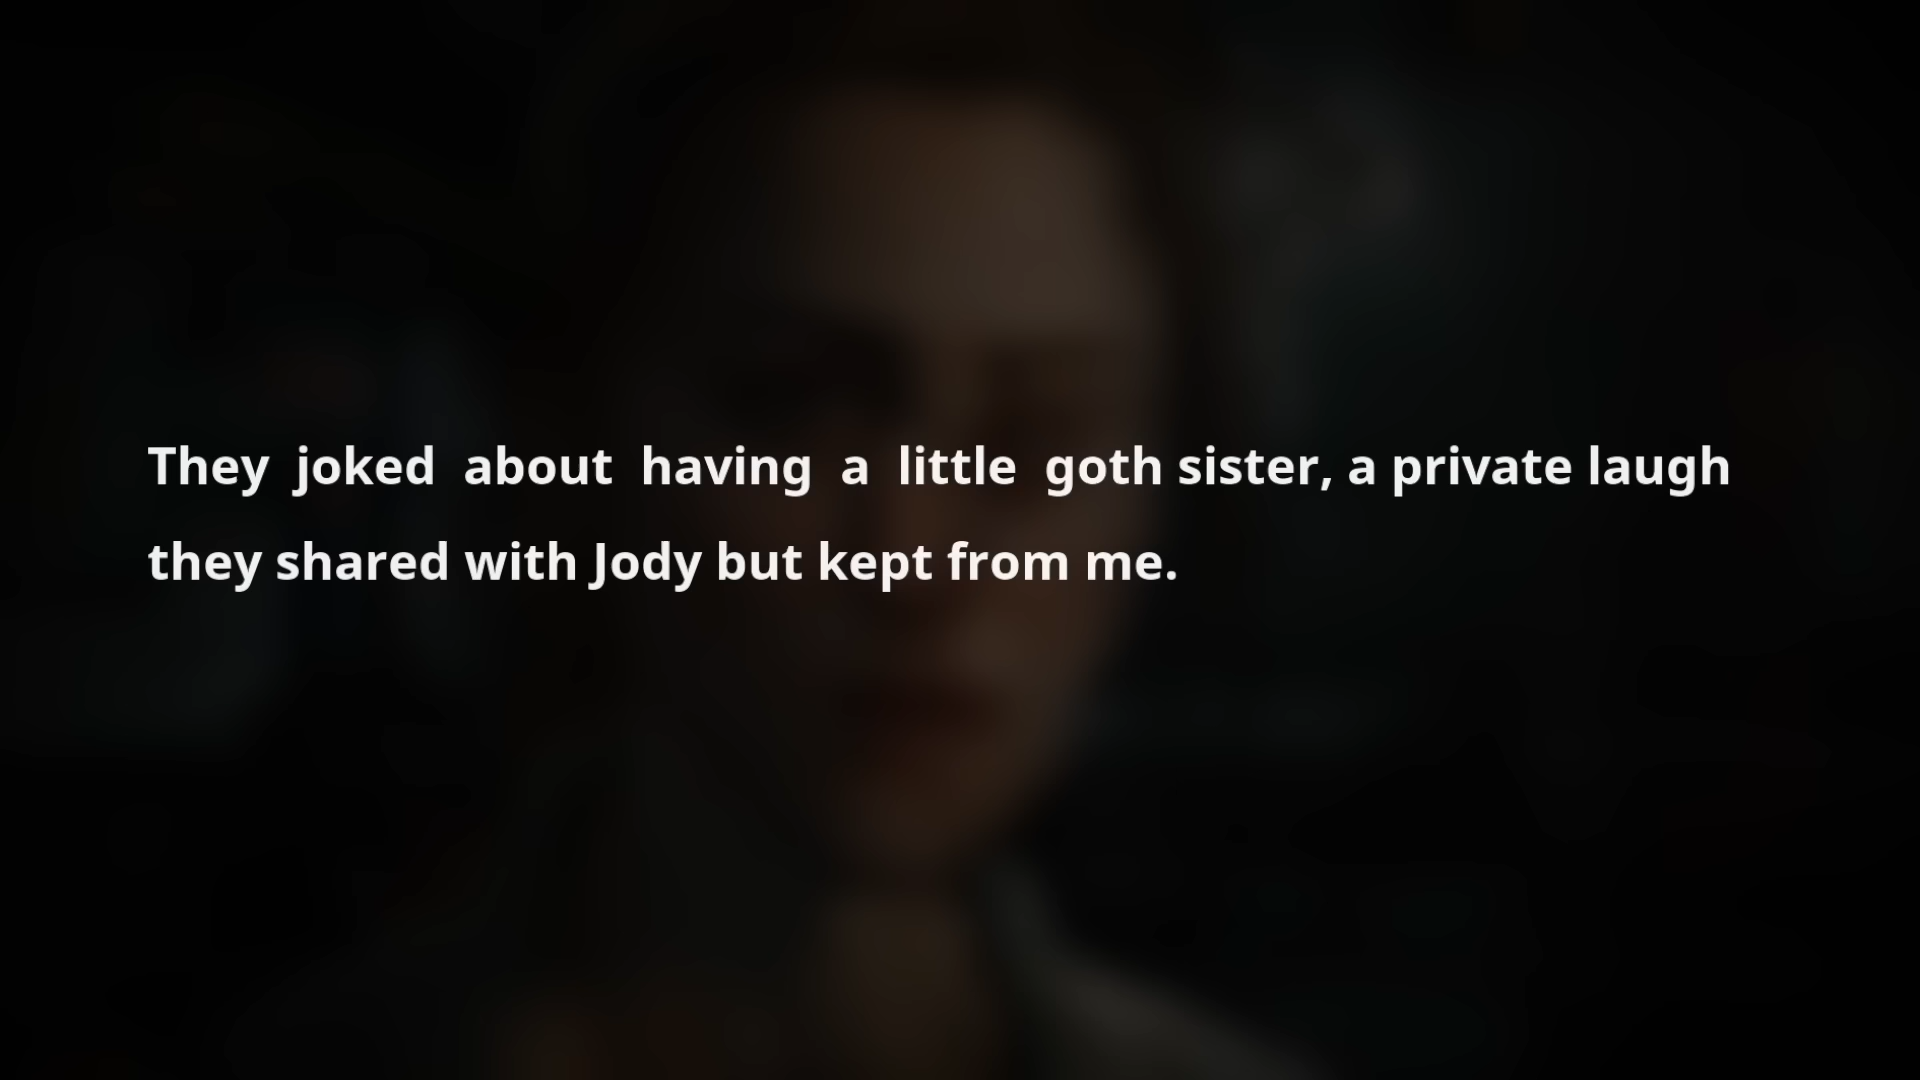 They joked about having a little goth sister, a private laugh
they shared with Jody but kept from me.